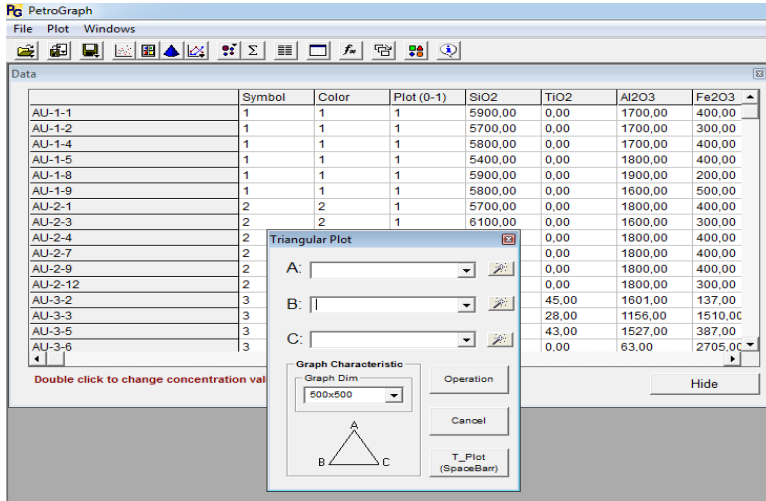 PG PetroGraph
File Plot Windows
Σ fx i
Data
Symbol Color Plot (0-1) SiO2 TiO2 Al2O3 Fe2O3
AU-1-1 1 1 1 5900,00 0,00 1700,00 400,00
AU-1-2 1 1 1 5700,00 0,00 1700,00 300,00
AU-1-4 1 1 1 5800,00 0,00 1700,00 400,00
AU-1-5 1 1 1 5400,00 0,00 1800,00 400,00
AU-1-8 1 1 1 5900,00 0,00 1900,00 200,00
AU-1-9 1 1 1 5800,00 0,00 1600,00 500,00
AU-2-1 2 2 1 5700,00 0,00 1800,00 400,00
AU-2-3 2 2 1 6100,00 0,00 1600,00 300,00
AU-2-4 2 0,00 1800,00 400,00
AU-2-7 2 0,00 1800,00 400,00
AU-2-9 2 0,00 1800,00 400,00
AU-2-12 2 0,00 1800,00 300,00
AU-3-2 3 45,00 1601,00 137,00
AU-3-3 3 28,00 1156,00 1510,00
AU-3-5 3 43,00 1527,00 387,00
AU-3-6 3 0,00 63,00 2705,00
Double click to change concentration val
Hide
Triangular Plot
A:
B:
C:
Graph Characteristic
Graph Dim
500x500
A
B C
Operation
Cancel
T_Plot
(SpaceBarr)